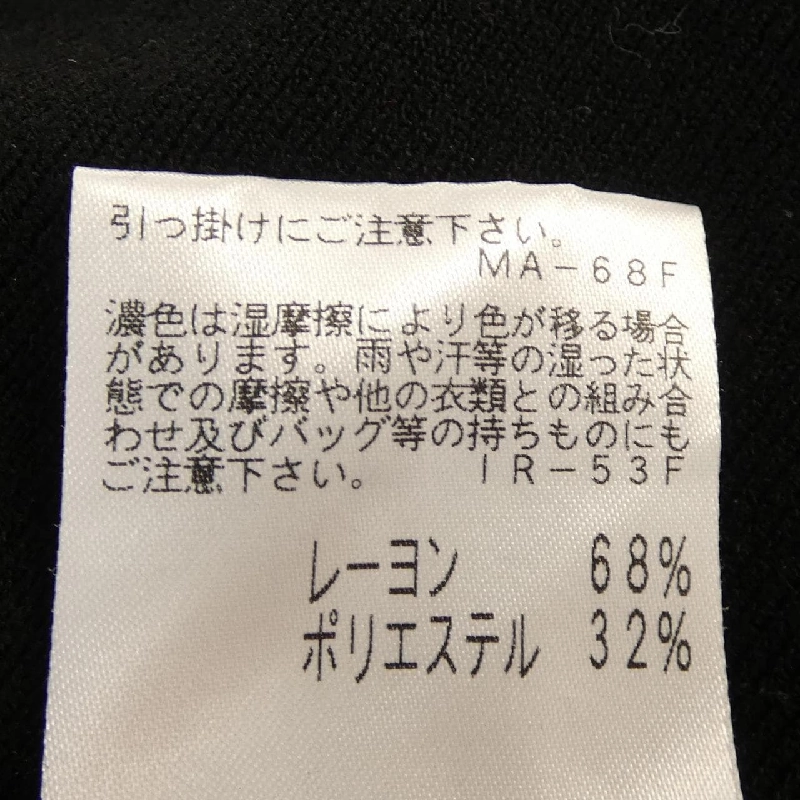 引っ掛けにご注意下さい。
MA-68F
濃色は湿摩擦により色が移る場合
があります。雨や汗等の湿った状
態での摩擦や他の衣類との組み合
わせ及びバッグ等の持ちものにも
ご注意下さい。 IR-53F
レーヨン 68%
ポリエステル 32%